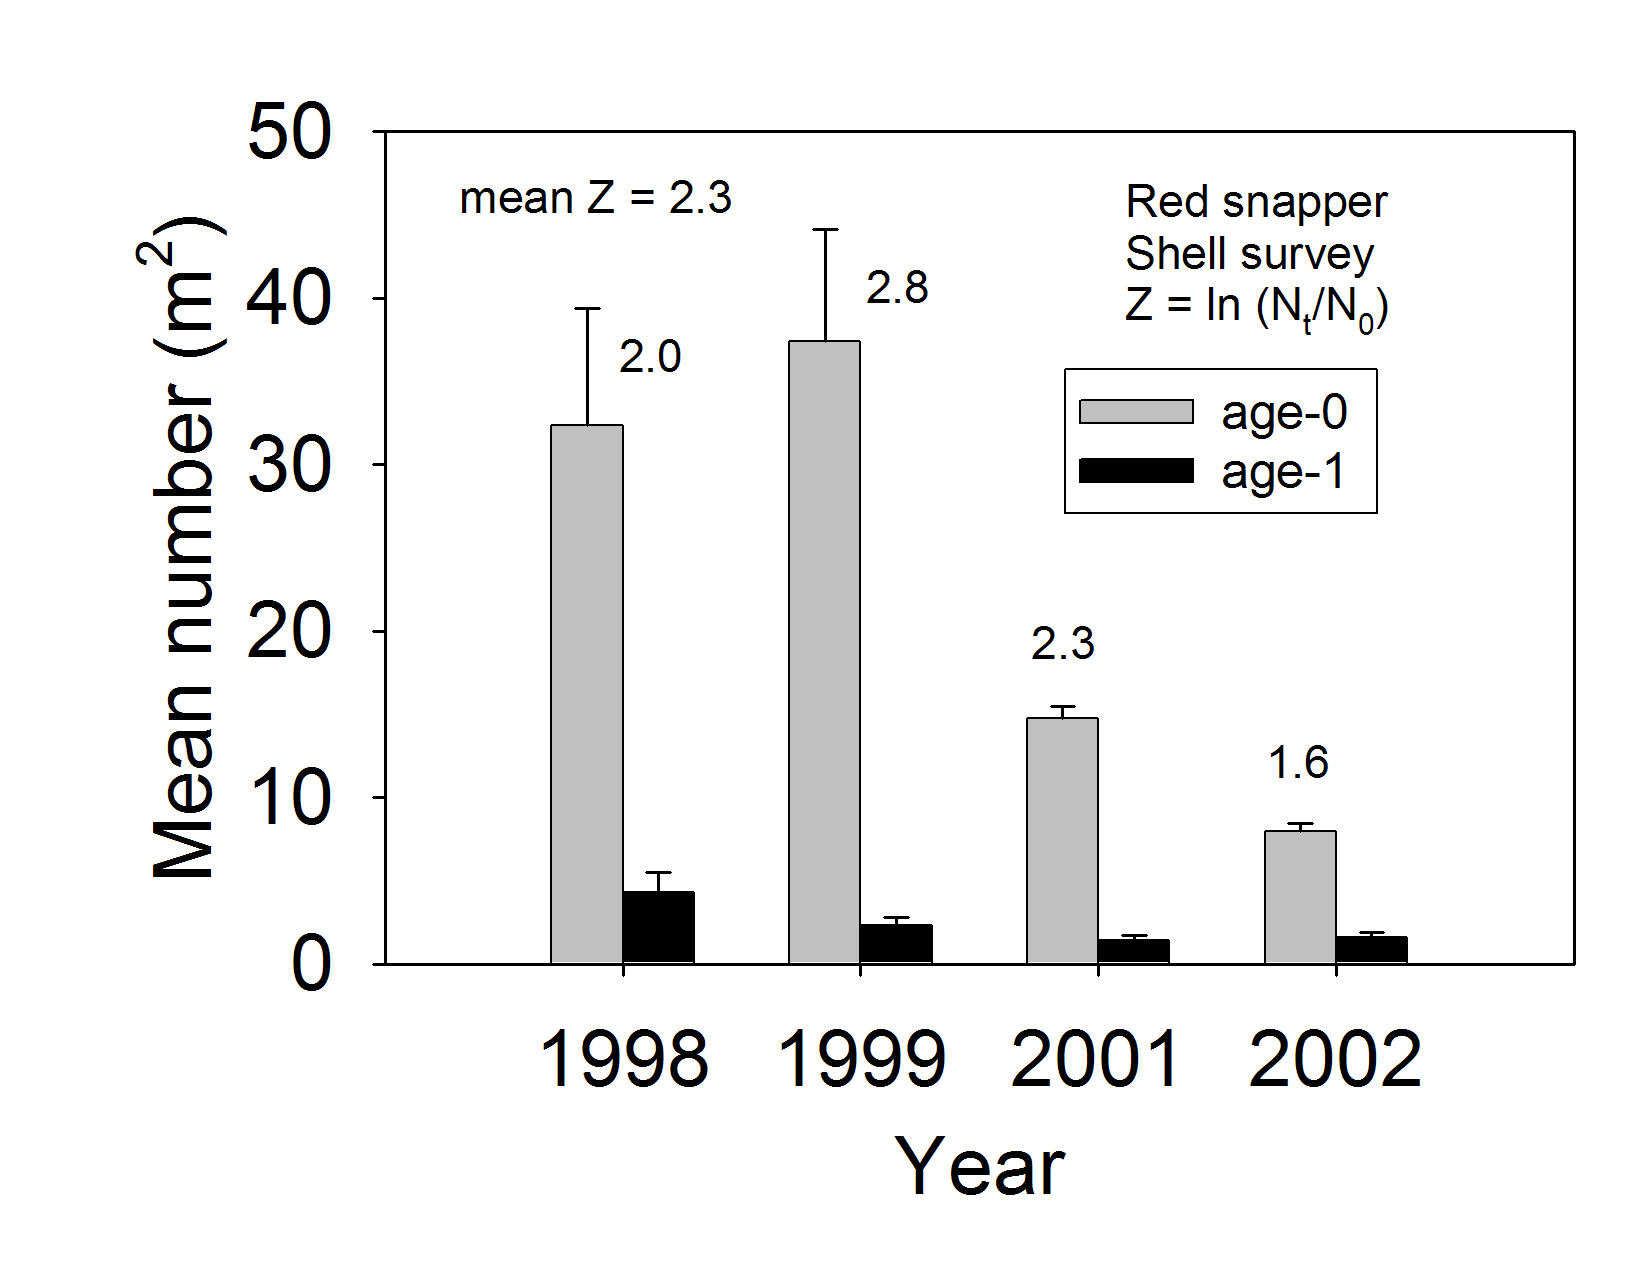 50
40
30
20
10
0
Mean number (m²)
mean Z = 2.3
2.0
2.8
2.3
1.6
Red snapper
Shell survey
Z = ln (Nₜ/N₀)
age-0
age-1
1998 1999 2001 2002
Year